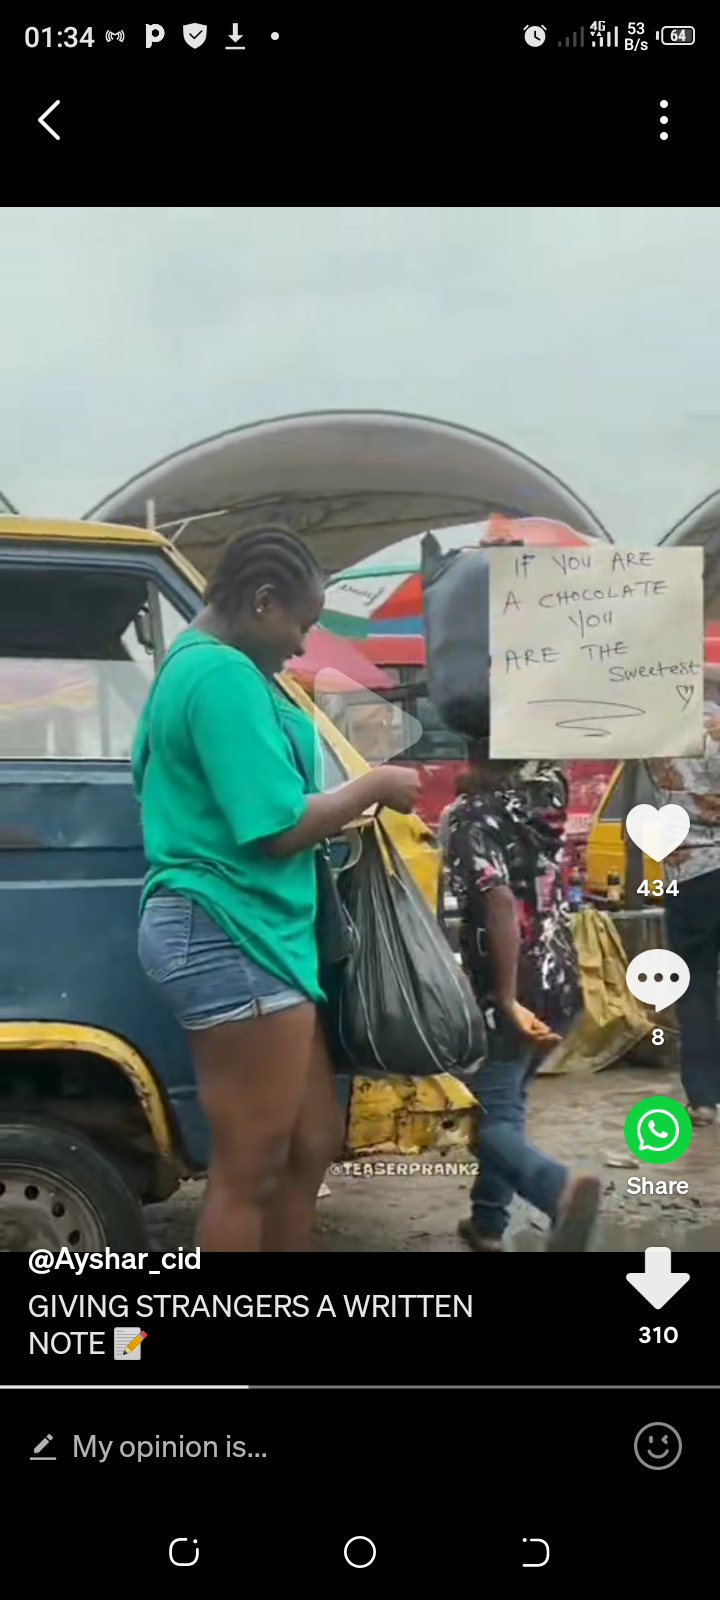 01:34
4G
53
B/s
64
IF YOU ARE
A CHOCOLATE
YOU
ARE THE
Sweetest
434
8
Share
@TEASERPRANK2
@Ayshar_cid
GIVING STRANGERS A WRITTEN
NOTE 📝
310
My opinion is...